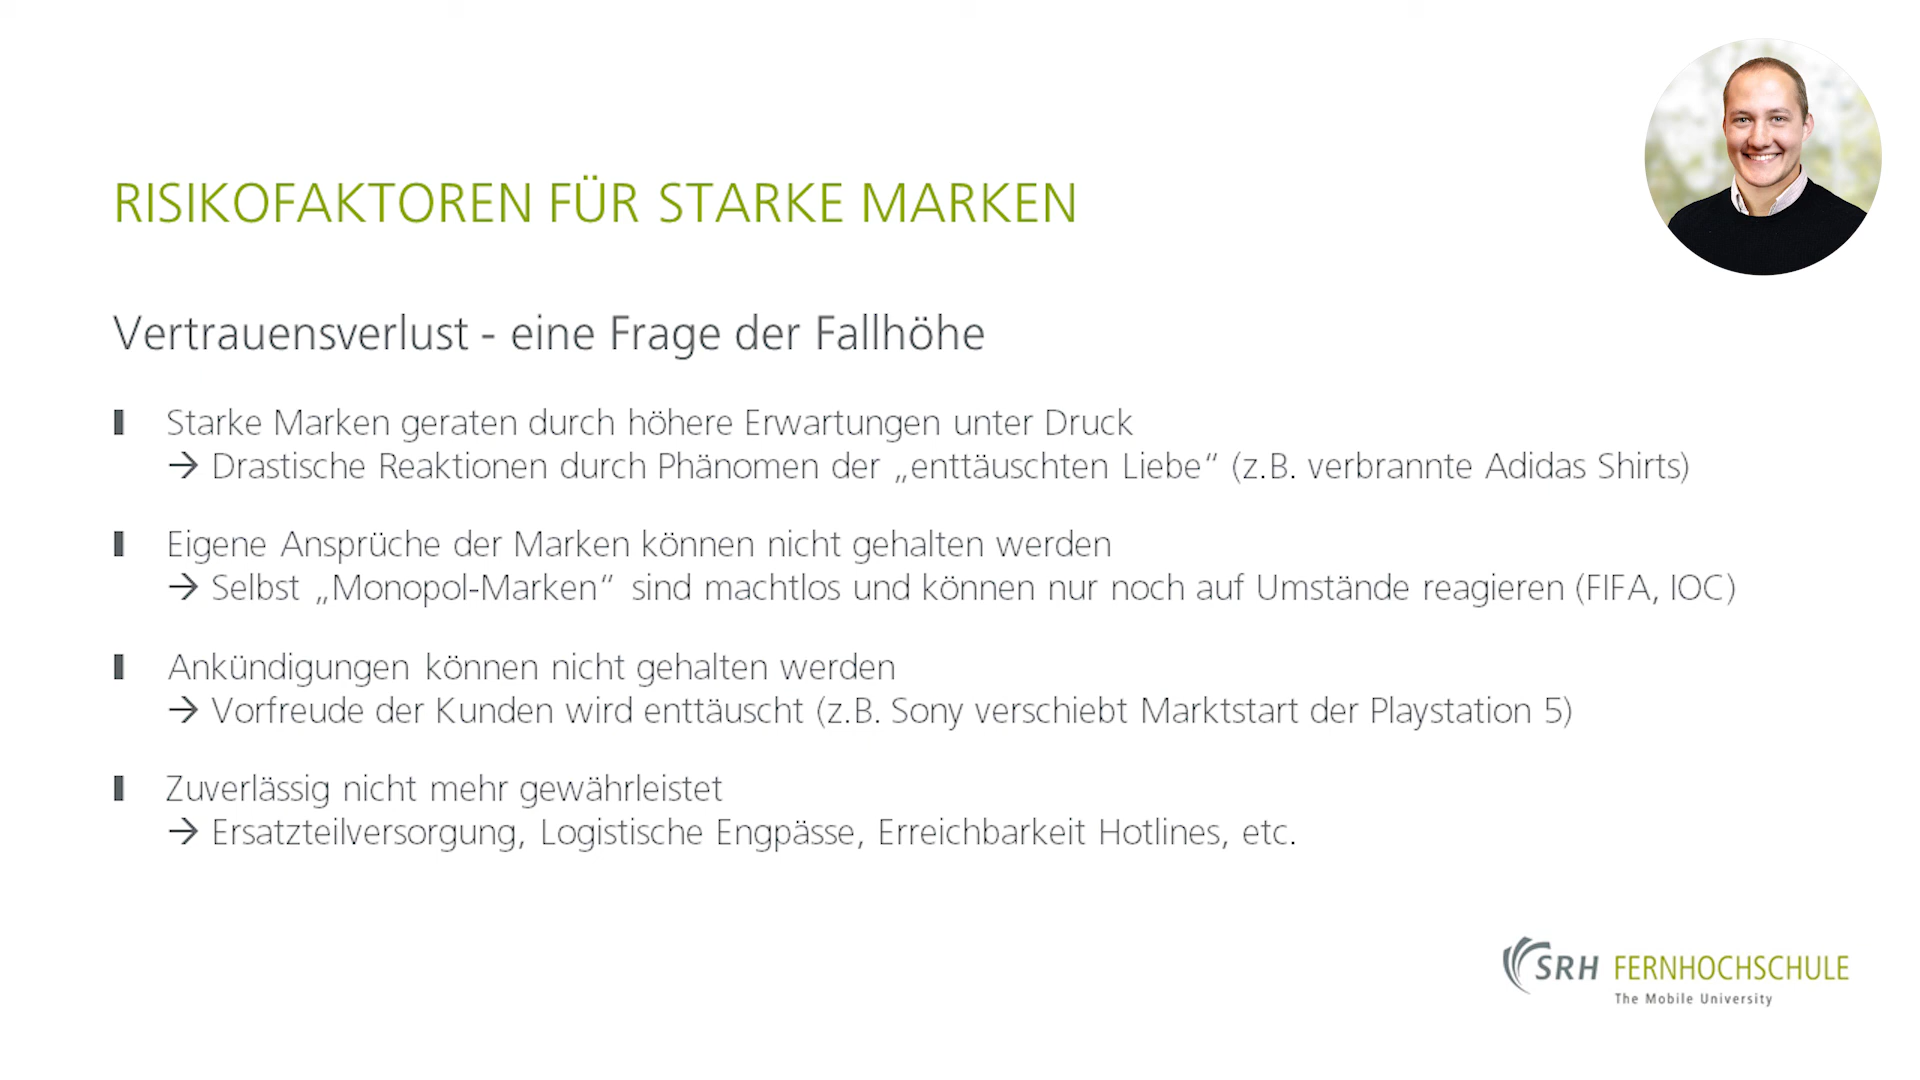 RISIKOFAKTOREN FÜR STARKE MARKEN
Vertrauensverlust - eine Frage der Fallhöhe
Starke Marken geraten durch höhere Erwartungen unter Druck
→ Drastische Reaktionen durch Phänomen der „enttäuschten Liebe“ (z.B. verbrannte Adidas Shirts)
Eigene Ansprüche der Marken können nicht gehalten werden
→ Selbst „Monopol-Marken“ sind machtlos und können nur noch auf Umstände reagieren (FIFA, IOC)
Ankündigungen können nicht gehalten werden
→ Vorfreude der Kunden wird enttäuscht (z.B. Sony verschiebt Marktstart der Playstation 5)
Zuverlässig nicht mehr gewährleistet
→ Ersatzteilversorgung, Logistische Engpässe, Erreichbarkeit Hotlines, etc.
SRH FERNHOCHSCHULE
The Mobile University